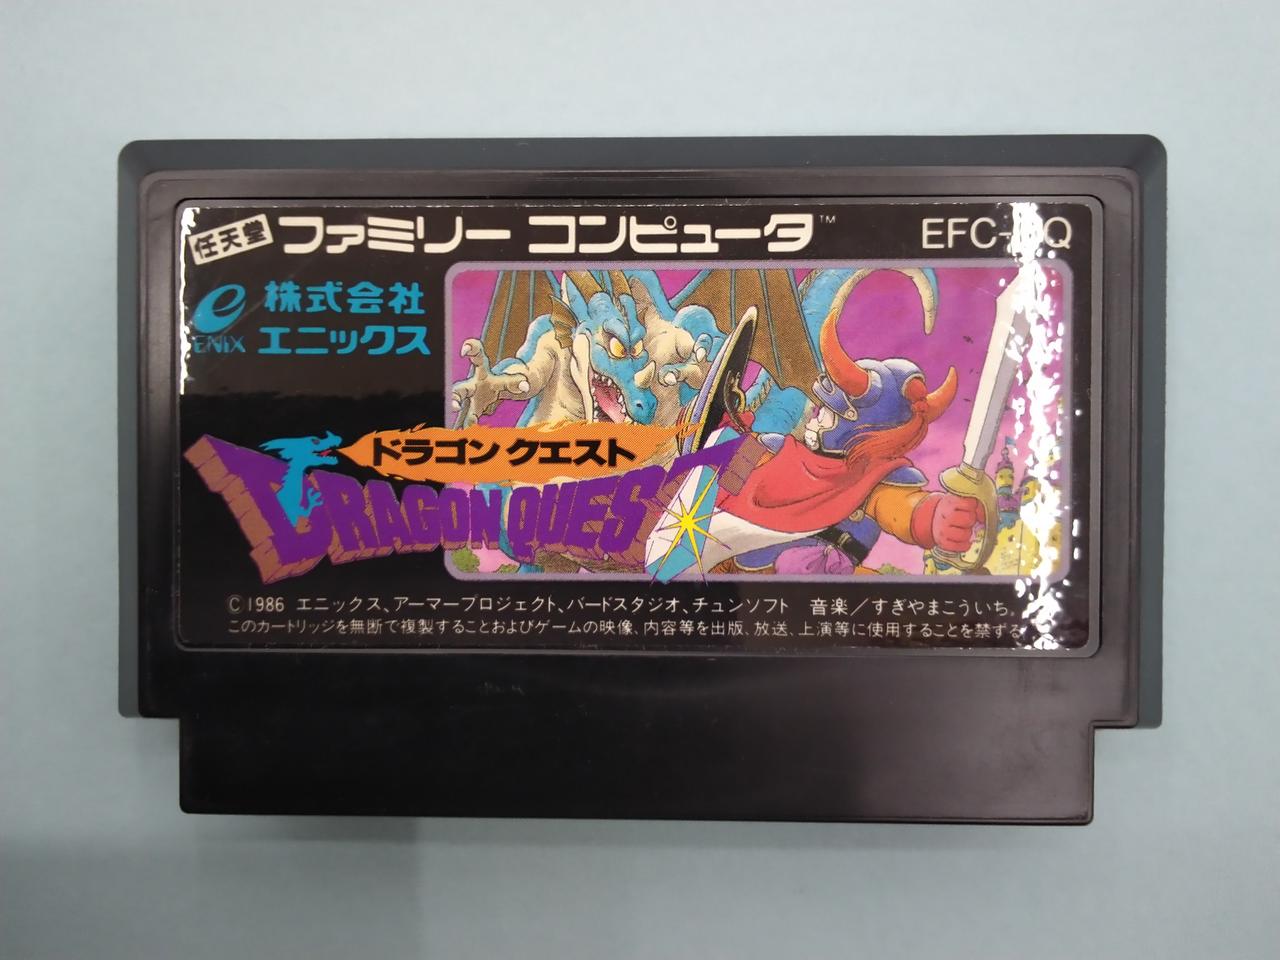 任天堂 ファミリー コンピュータ™
株式会社
ENIX エニックス
ドラゴン クエスト
DRAGON QUEST
©1986 エニックス、アーマープロジェクト、バードスタジオ、チュンソフト 音楽/すぎやまこういち。
このカートリッジを無断で複製することおよびゲームの映像、内容等を出版、放送、上演等に使用することを禁ずる